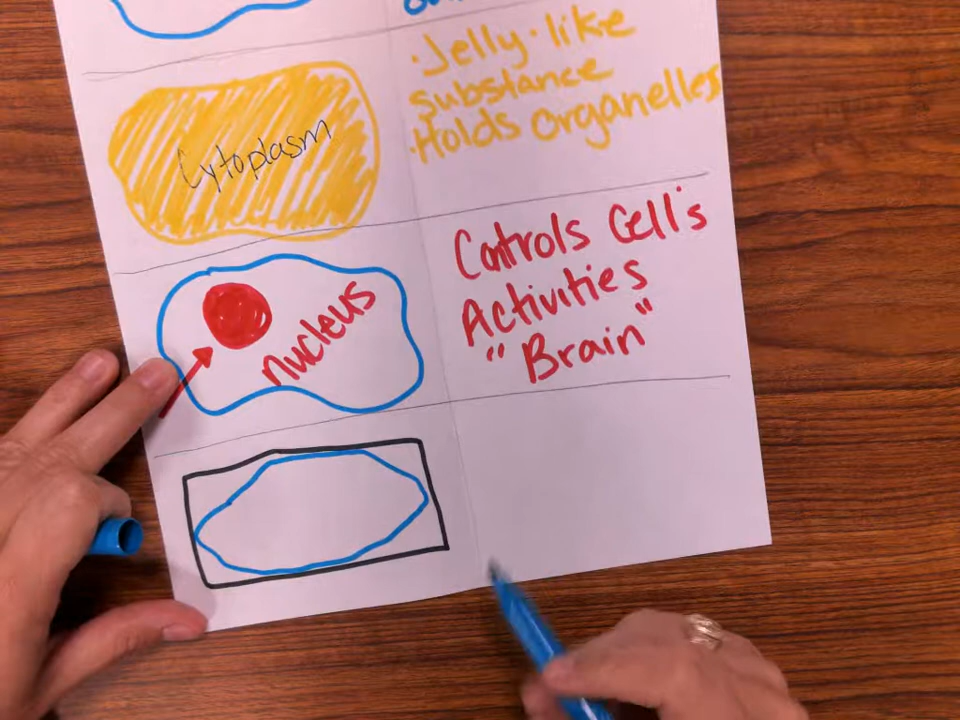 · Jelly · like
substance
· Holds organelles
Cytoplasm
Controls Cell's
Activities
"Brain"
nucleus